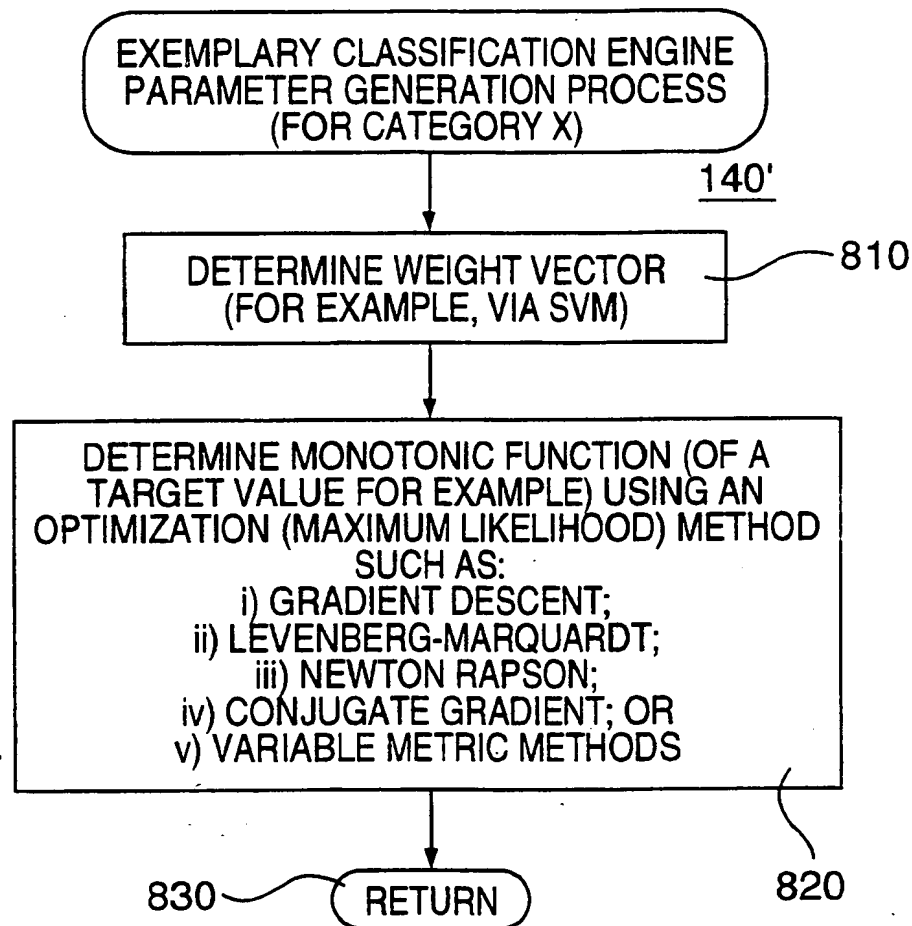 EXEMPLARY CLASSIFICATION ENGINE
PARAMETER GENERATION PROCESS
(FOR CATEGORY X)
140'
DETERMINE WEIGHT VECTOR
(FOR EXAMPLE, VIA SVM)
810
DETERMINE MONOTONIC FUNCTION (OF A
TARGET VALUE FOR EXAMPLE) USING AN
OPTIMIZATION (MAXIMUM LIKELIHOOD) METHOD
SUCH AS:
i) GRADIENT DESCENT;
ii) LEVENBERG-MARQUARDT;
iii) NEWTON RAPSON;
iv) CONJUGATE GRADIENT; OR
v) VARIABLE METRIC METHODS
820
830
RETURN